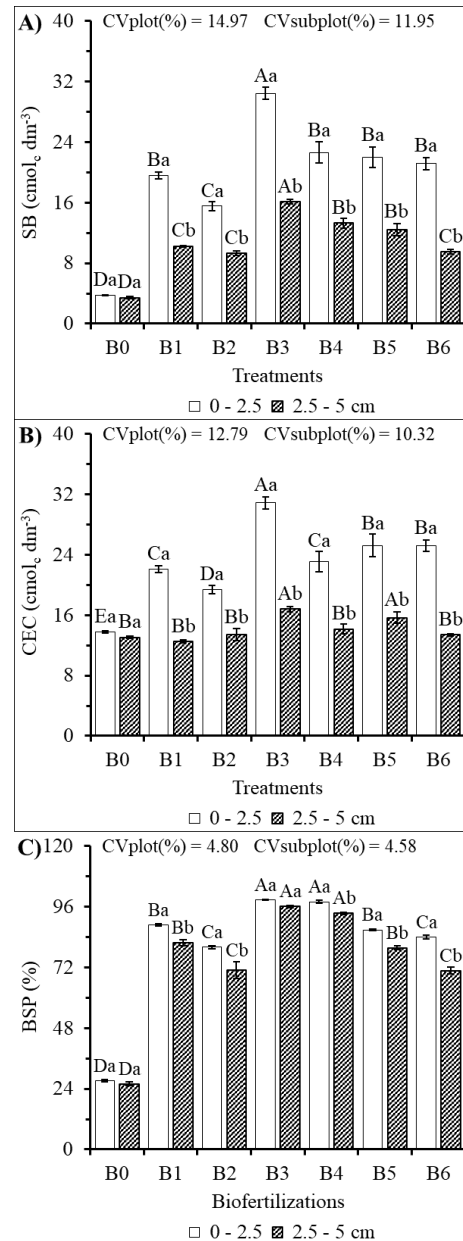 A) CVplot(%) = 14.97 CVsubplot(%) = 11.95
40
32
24
16
8
0
SB (cmolc dm-3)
Da Da Ba Cb Ca Cb Aa Ab Ba Bb Ba Bb Ba Cb
B0 B1 B2 B3 B4 B5 B6
Treatments
□ 0 - 2.5 ▨ 2.5 - 5 cm
B) CVplot(%) = 12.79 CVsubplot(%) = 10.32
40
32
24
16
8
0
CEC (cmolc dm-3)
Ea Ba Ca Bb Da Bb Aa Ab Ca Bb Ba Ab Ba Bb
B0 B1 B2 B3 B4 B5 B6
Treatments
□ 0 - 2.5 ▨ 2.5 - 5 cm
C) CVplot(%) = 4.80 CVsubplot(%) = 4.58
120
96
72
48
24
0
BSP (%)
Da Da Ba Bb Ca Cb Aa Aa Aa Ab Ba Bb Ca Cb
B0 B1 B2 B3 B4 B5 B6
Biofertilizations
□ 0 - 2.5 ▨ 2.5 - 5 cm